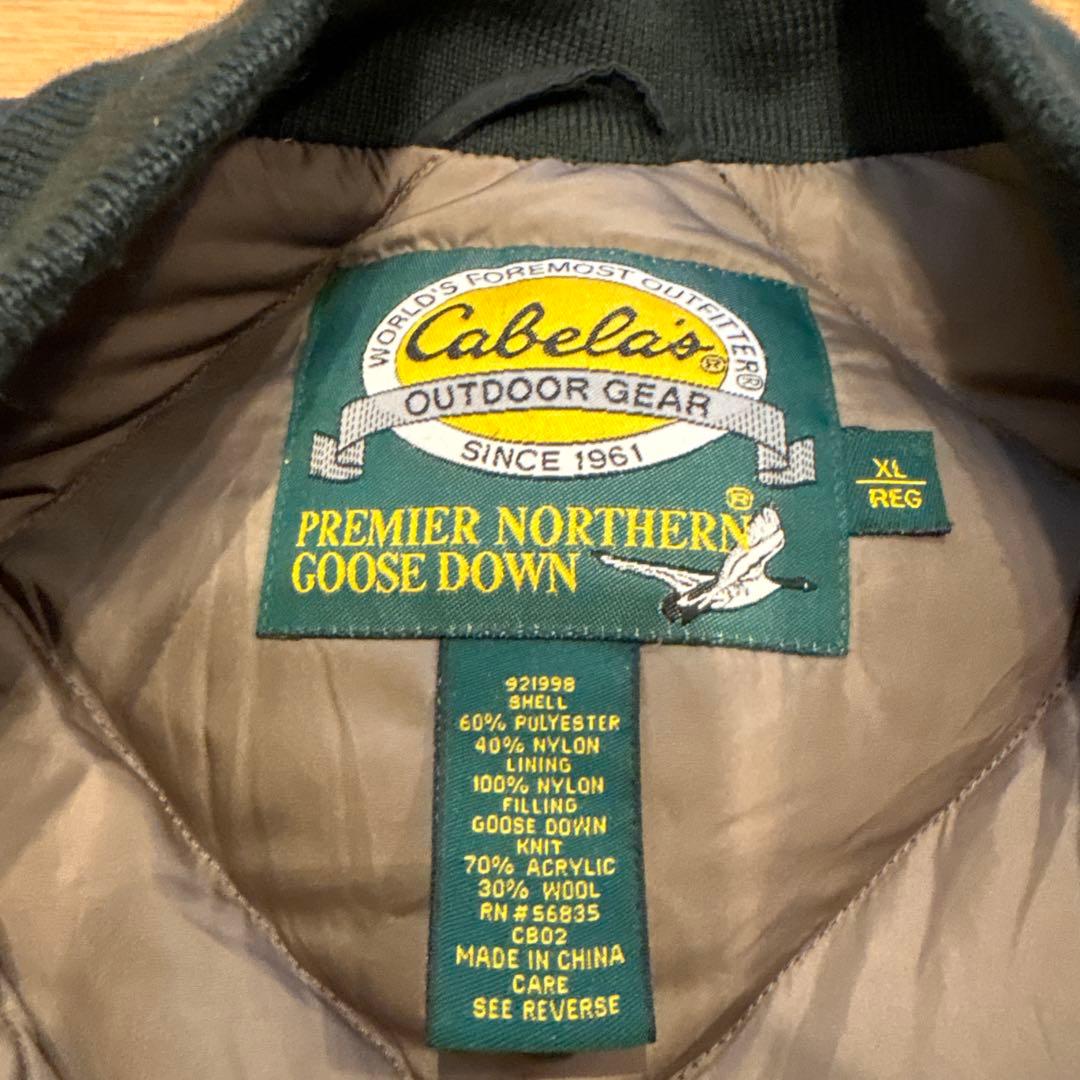 WORLD'S FOREMOST OUTFITTER®
Cabela's®
OUTDOOR GEAR
SINCE 1961
PREMIER NORTHERN®
GOOSE DOWN
XL
REG
921998
SHELL
60% PULYESTER
40% NYLON
LINING
100% NYLON
FILLING
GOOSE DOWN
KNIT
70% ACRYLIC
30% WOOL
RN #56835
CB02
MADE IN CHINA
CARE
SEE REVERSE